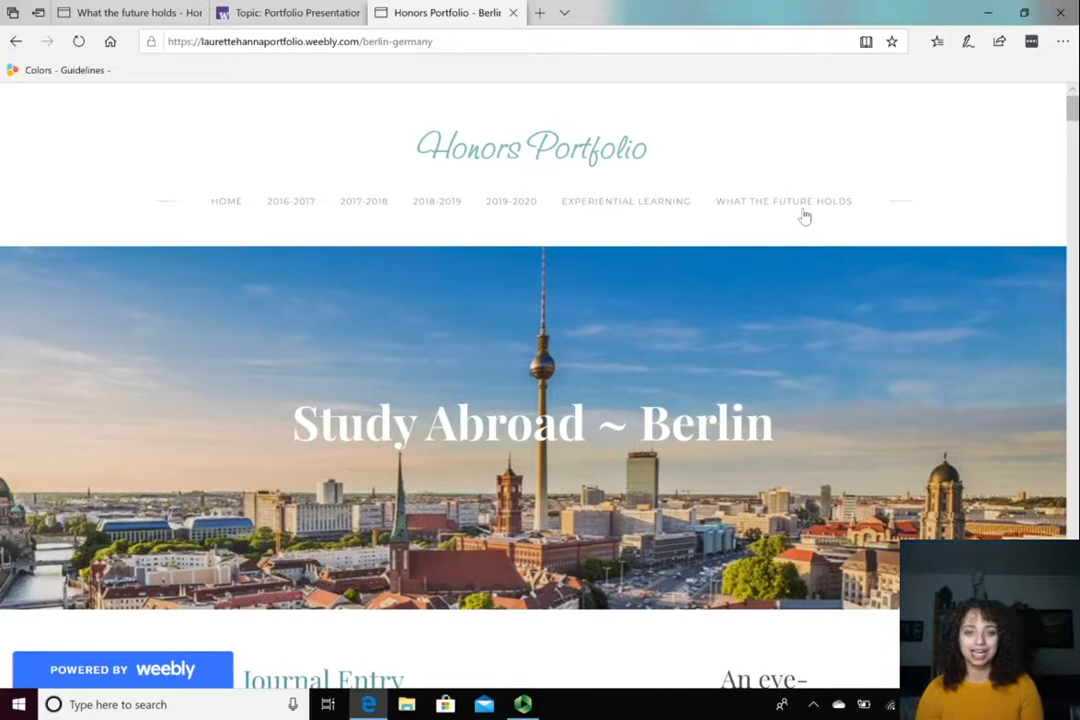 What the future holds - Hor
Topic: Portfolio Presentation
Honors Portfolio - Berlin
https://laurettehannaportfolio.weebly.com/berlin-germany
Colors - Guidelines -
Honors Portfolio
HOME 2016-2017 2017-2018 2018-2019 2019-2020 EXPERIENTIAL LEARNING WHAT THE FUTURE HOLDS
Study Abroad ~ Berlin
Journal Entry
An eye-
POWERED BY weebly
Type here to search